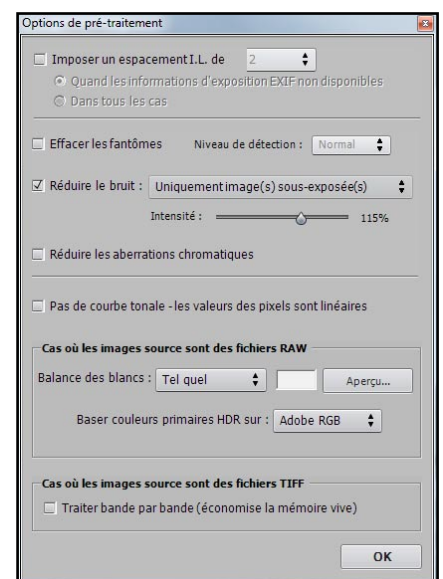 Options de pré-traitement
Imposer un espacement I.L. de 2
Quand les informations d'exposition EXIF non disponibles
Dans tous les cas
Effacer les fantômes Niveau de détection : Normal
Réduire le bruit : Uniquement image(s) sous-exposée(s)
Intensité : 115%
Réduire les aberrations chromatiques
Pas de courbe tonale - les valeurs des pixels sont linéaires
Cas où les images source sont des fichiers RAW
Balance des blancs : Tel quel Aperçu...
Baser couleurs primaires HDR sur : Adobe RGB
Cas où les images source sont des fichiers TIFF
Traiter bande par bande (économise la mémoire vive)
OK